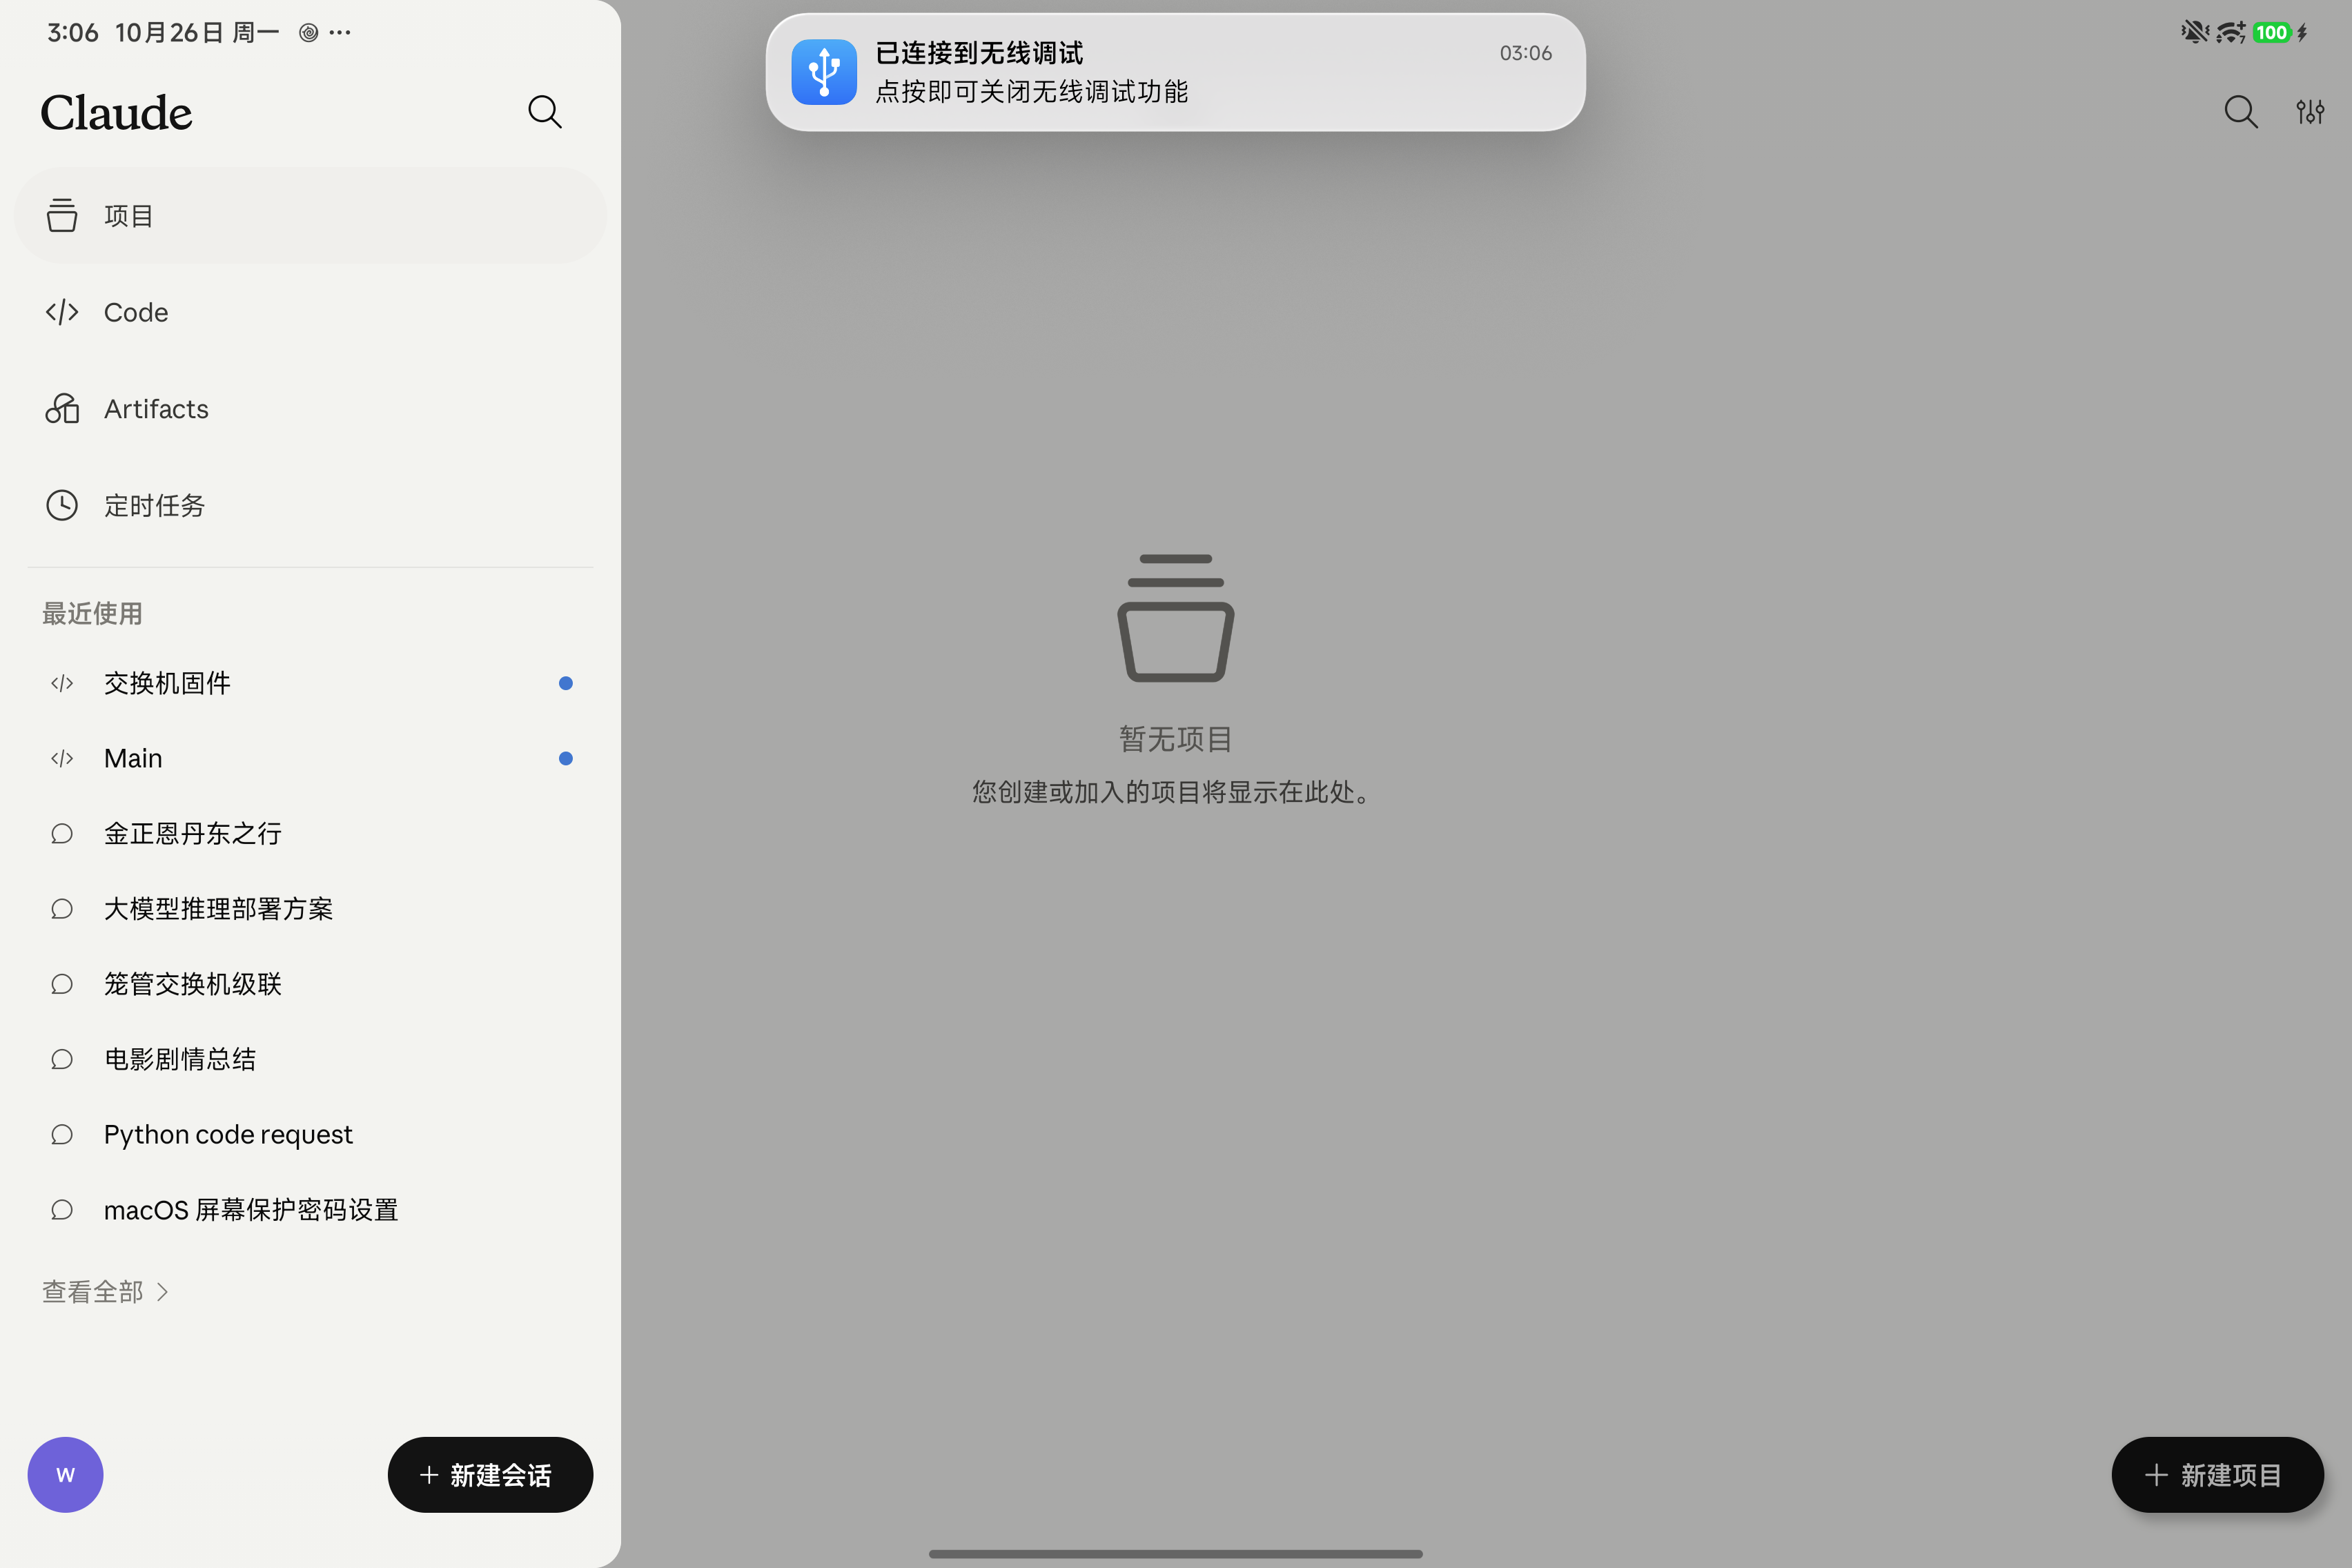 3:06 10月26日 周一
已连接到无线调试
03:06
点按即可关闭无线调试功能
7
100
Claude
项目
Code
Artifacts
定时任务
最近使用
交换机固件
Main
金正恩丹东之行
大模型推理部署方案
笼管交换机级联
电影剧情总结
Python code request
macOS 屏幕保护密码设置
查看全部
W
新建会话
暂无项目
您创建或加入的项目将显示在此处。
新建项目